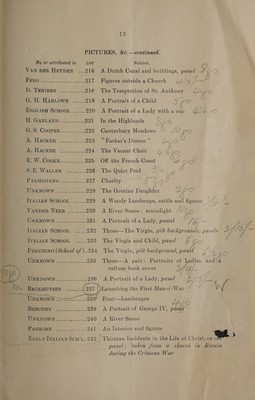 13
PICTURES, &c.—continued.
By or attributed to LOT Subject.
VAN DER HEYDEN ...216 A Dutch Canal and buildings, panel
FEDO ......217 Figures outside a Church
D. TENIERS ......218 The Temptation of St. Anthony
G. H. HARLOWE ......219 A Portrait of a Child
ENGLISH SCHOOL ......220 A Portrait of a Lady with a
H. GARLAND ......221 In the Highlands
G. S. COOPER ......222 Canterbury Meadows
A. HACKER ......223 "Father's Dinner"
A. HACKER ......224 The Vacant Chair
E. W. COOKE ......225 Off the French Coast
S. E. WALLER ......226 The Quiet Pool
PARMEGIANO ......227 Charity
UNKNOWN ......228 The Grecian Daughter
ITALIAN SCHOOL ......229 A Woody Landscape, cattle and figures
VANDER NEER ......230 A River Scene: moonlight
UNKNOWN ......231 A Portrait of a Lady, panel
ITALIAN SCHOOL ......232 Three—The Virgin, gilt backgrounds, panels
ITALIAN SCHOOL ......233 The Virgin and Child, panel
PERUGINO (School of ).234 The Virgin, gilt background, panel
UNKNOWN ......235 Three—A pair: Portraits of Ladies, and a
vellum book cover
UNKNOWN ......236 A Portrait of a Lady, panel
BACKHUYSEN ......237 Launching the First Man-o'-War
UNKNOWN ......238 Four—Landscapes
BEECHEY ......239 A Portrait of George IV, panel
UNKNOWN ......240 A River Scene
PASMORE ......241 An Interior and figures
EARLY ITALIAN SCH'L.242 Thirteen Incidents in the Life of Christ, on
panel; taken from a church in Russia
during the Crimean War